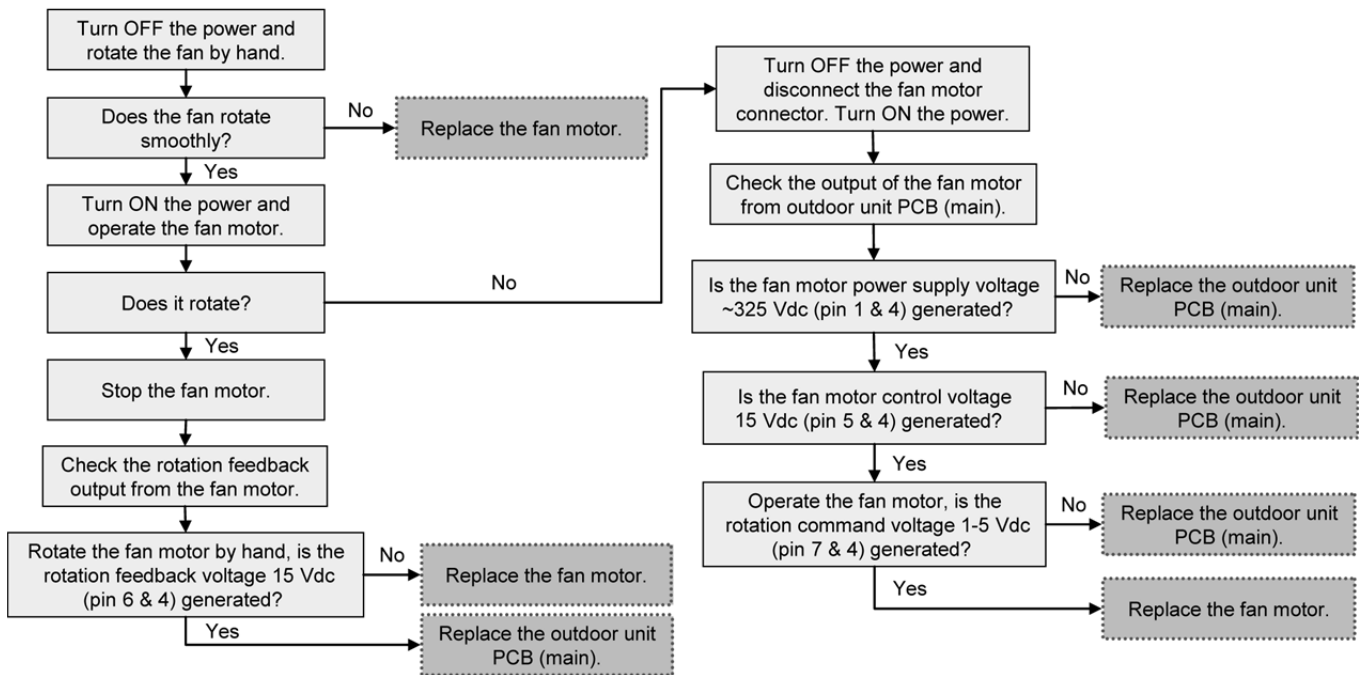 Turn OFF the power and
rotate the fan by hand.
Does the fan rotate
smoothly?
No
Replace the fan motor.
Yes
Turn ON the power and
operate the fan motor.
Does it rotate?
No
Yes
Stop the fan motor.
Check the rotation feedback
output from the fan motor.
Rotate the fan motor by hand, is the
rotation feedback voltage 15 Vdc
(pin 6 & 4) generated?
No
Replace the fan motor.
Yes
Replace the outdoor unit
PCB (main).
Turn OFF the power and
disconnect the fan motor
connector. Turn ON the power.
Check the output of the fan motor
from outdoor unit PCB (main).
Is the fan motor power supply voltage
~325 Vdc (pin 1 & 4) generated?
No
Replace the outdoor unit
PCB (main).
Yes
Is the fan motor control voltage
15 Vdc (pin 5 & 4) generated?
No
Replace the outdoor unit
PCB (main).
Yes
Operate the fan motor, is the
rotation command voltage 1-5 Vdc
(pin 7 & 4) generated?
No
Replace the outdoor unit
PCB (main).
Yes
Replace the fan motor.